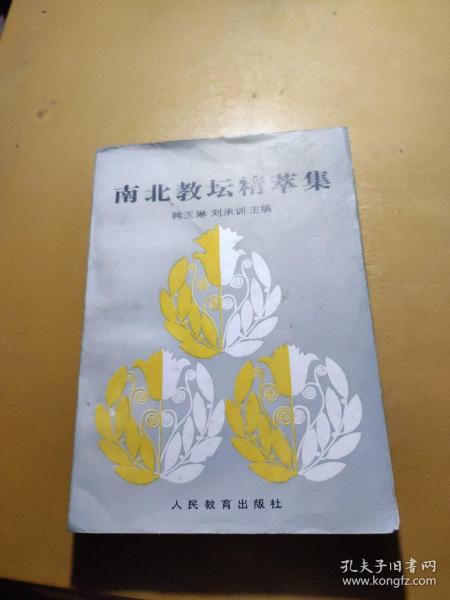 南北教坛精萃集
韩玉琳 刘承训 主编
人民教育出版社
孔夫子旧书网
www.kongfz.com